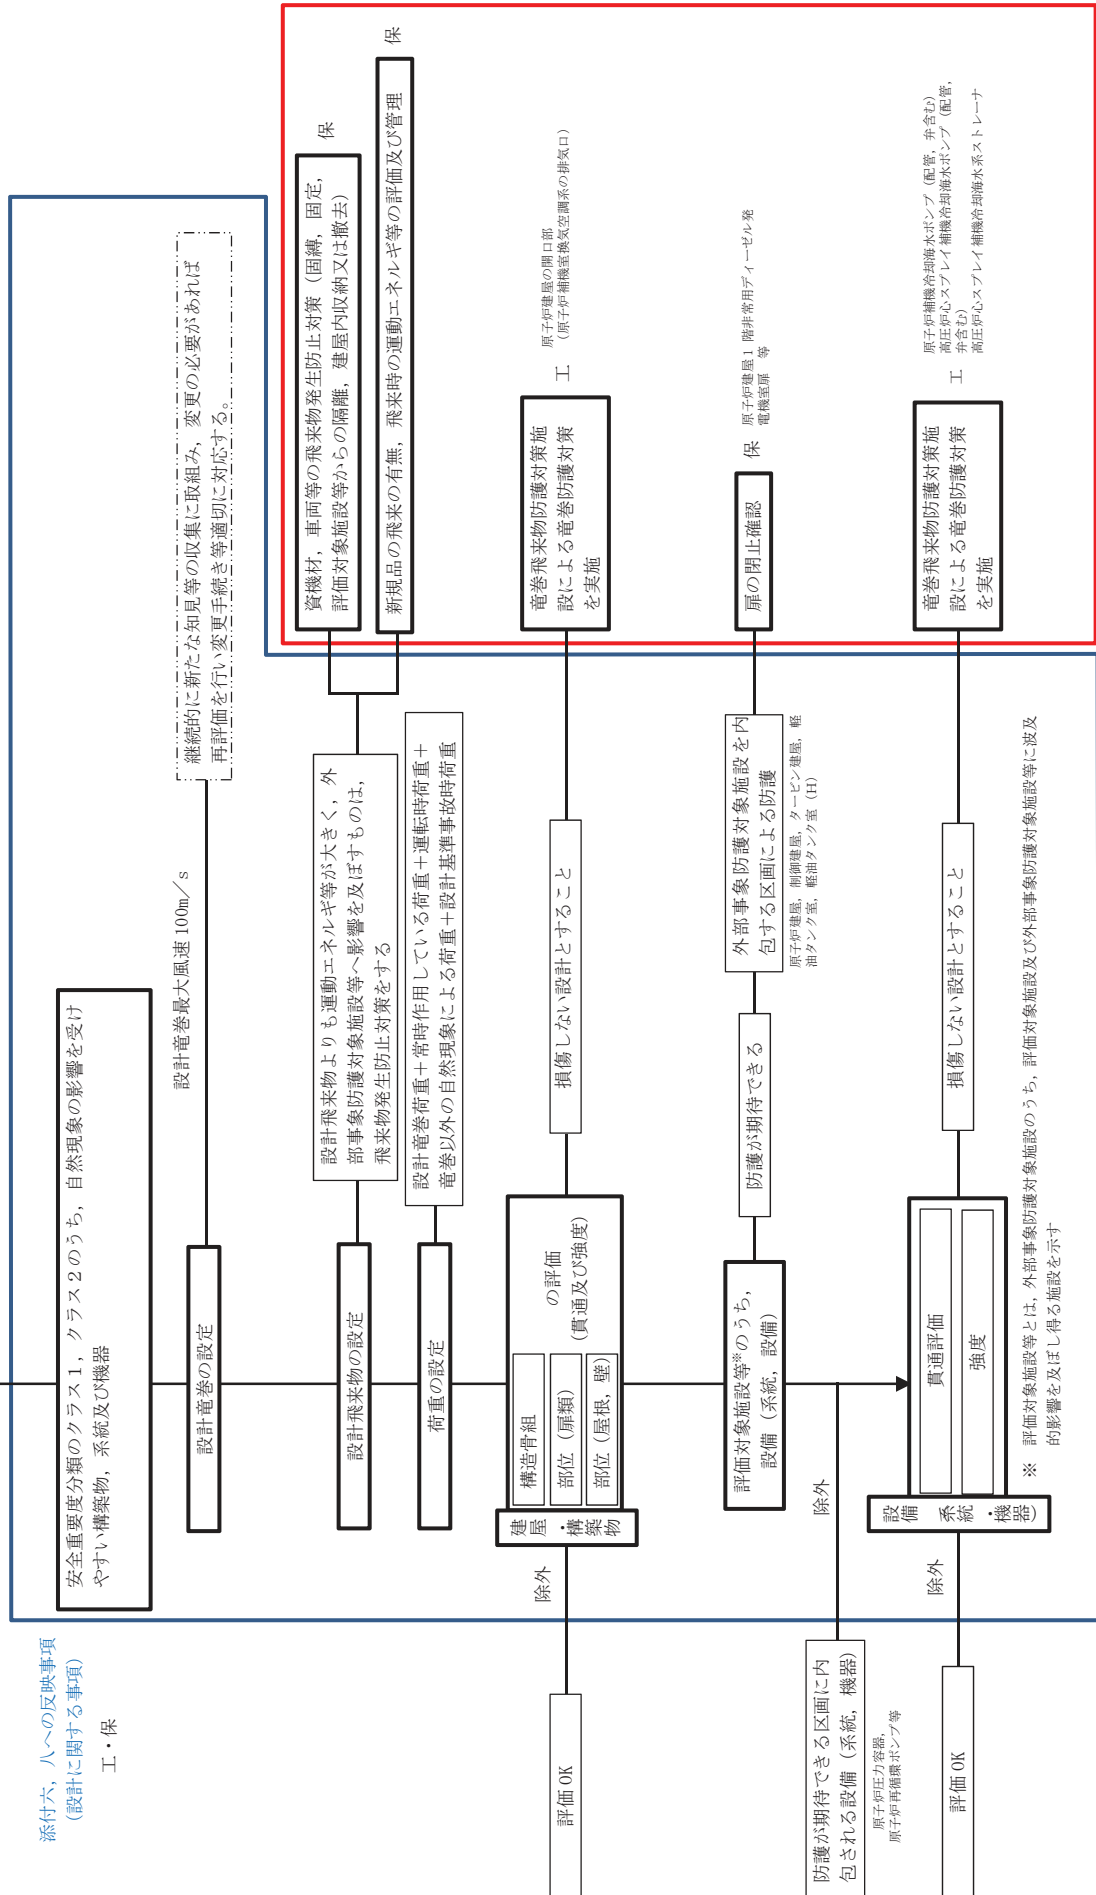 添付六，八への反映事項
（設計に関する事項）
工・保
安全重要度分類のクラス１，クラス２のうち，自然現象の影響を受け
やすい構築物，系統及び機器
設計竜巻の設定
設計竜巻最大風速100m／s
継続的に新たな知見等の収集に取組み，変更の必要があれば
再評価を行い変更手続き等適切に対応する。
設計飛来物の設定
設計飛来物よりも運動エネルギ等が大きく，外
部事象防護対象施設等へ影響を及ぼすものは，
飛来物発生防止対策をする
資機材，車両等の飛来物発生防止対策（固縛，固定，
評価対象施設等からの隔離，建屋内収納又は撤去）
保
新規品の飛来の有無，飛来時の運動エネルギ等の評価及び管理
保
荷重の設定
設計竜巻荷重＋常時作用している荷重＋運転時荷重＋
竜巻以外の自然現象による荷重＋設計基準事故時荷重
評価OK
除外
建屋・構築物
構造骨組
部位（扉類）
部位（屋根，壁）
の評価
（貫通及び強度）
損傷しない設計とすること
竜巻飛来物防護対策施
設による竜巻防護対策
を実施
工
原子炉建屋の開口部
（原子炉補機室換気空調系の排気口）
評価対象施設等※のうち，
設備（系統，設備）
防護が期待できる
外部事象防護対象施設を内
包する区画による防護
原子炉建屋，制御建屋，タービン建屋，軽
油タンク室，軽油タンク室（H）
扉の閉止確認
保
原子炉建屋1 階非常用ディーゼル発
電機室扉　等
防護が期待できる区画に内
包される設備（系統，機器）
原子炉圧力容器，
原子炉再循環ポンプ等
除外
評価OK
除外
設備（系統・機器）
貫通評価
強度
損傷しない設計とすること
竜巻飛来物防護対策施
設による竜巻防護対策
を実施
工
原子炉補機冷却海水ポンプ（配管，弁含む）
高圧炉心スプレイ補機冷却海水ポンプ（配管，
弁含む）
高圧炉心スプレイ補機冷却海水系ストレーナ
※　評価対象施設等とは，外部事象防護対象施設のうち，評価対象施設及び外部事象防護対象施設等に波及
的影響を及ぼし得る施設を示す